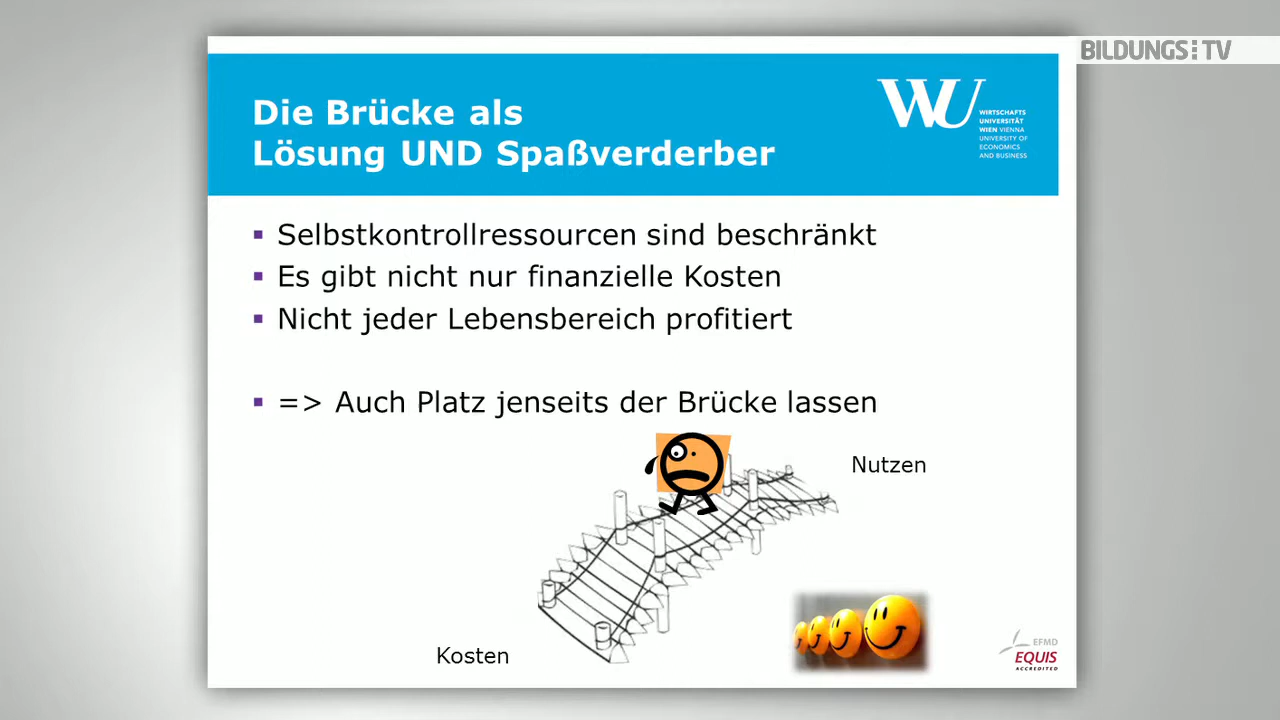 BILDUNGS TV
Die Brücke als
Lösung UND Spaßverderber
WU
WIRTSCHAFTS
UNIVERSITÄT
WIEN VIENNA
UNIVERSITY OF
ECONOMICS
AND BUSINESS
▪ Selbstkontrollressourcen sind beschränkt
▪ Es gibt nicht nur finanzielle Kosten
▪ Nicht jeder Lebensbereich profitiert
▪ => Auch Platz jenseits der Brücke lassen
Nutzen
Kosten
EFMD
EQUIS
ACCREDITED